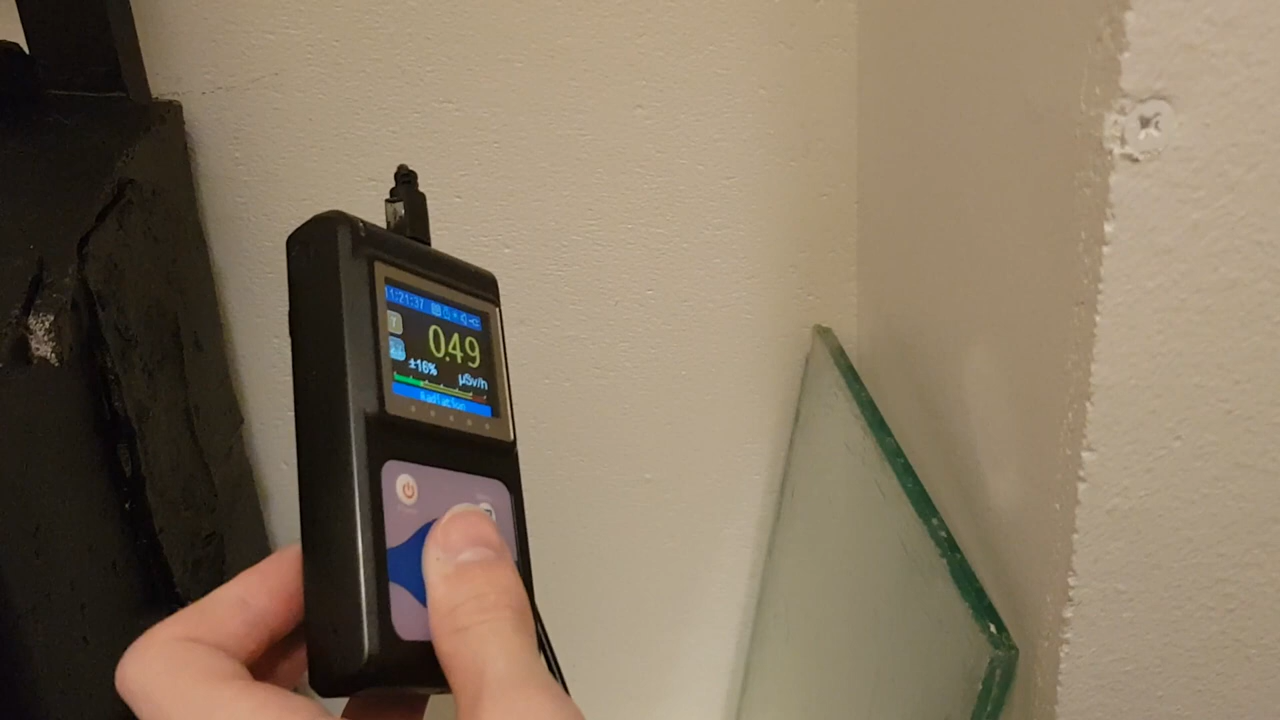 11:21:37
γ
0.49
±16%
μSv/h
Radiation